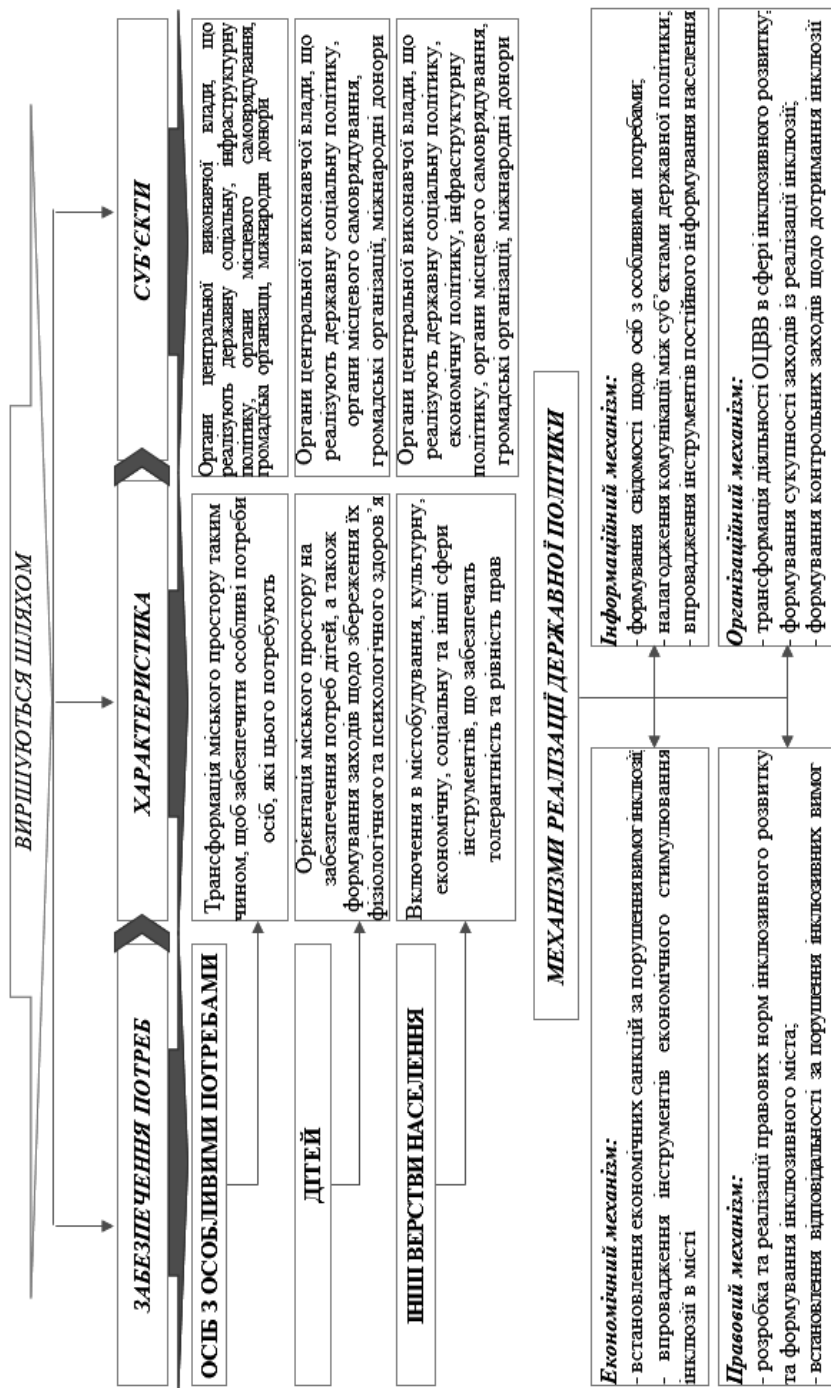 ВИРІШУЮТЬСЯ ШЛЯХОМ
ЗАБЕЗПЕЧЕННЯ ПОТРЕБ
ХАРАКТЕРИСТИКА
СУБ'ЄКТИ
ОСІБ З ОСОБЛИВИМИ ПОТРЕБАМИ
Трансформація міського простору таким
чином, щоб забезпечити особливі потреби
осіб, які цього потребують
Органи центральної виконавчої влади, що
реалізують державну соціальну, інфраструктурну
політику, органи місцевого самоврядування,
громадські організації, міжнародні донори
ДІТЕЙ
Орієнтація міського простору на
забезпечення потреб дітей, а також
формування заходів щодо збереження їх
фізіологічного та психологічного здоров'я
Органи центральної виконавчої влади, що
реалізують державну соціальну політику,
органи місцевого самоврядування,
громадські організації, міжнародні донори
ІНШІ ВЕРСТВИ НАСЕЛЕННЯ
Включення в містобудування, культурну,
економічну, соціальну та інші сфери
інструментів, що забезпечать
толерантність та рівність прав
Органи центральної виконавчої влади, що
реалізують державну соціальну політику,
економічну політику, інфраструктурну
політику, органи місцевого самоврядування,
громадські організації, міжнародні донори
МЕХАНІЗМИ РЕАЛІЗАЦІЇ ДЕРЖАВНОЇ ПОЛІТИКИ
Економічний механізм:
- встановлення економічних санкцій за порушення вимог інклюзії
- впровадження інструментів економічного стимулювання
інклюзії в місті
Інформаційний механізм:
- формування свідомості щодо осіб з особливими потребами;
- налагодження комунікації між суб'єктами державної політики;
- впровадження інструментів постійного інформування населення
Правовий механізм:
- розробка та реалізації правових норм інклюзивного розвитку
та формування інклюзивного міста;
- встановлення відповідальності за порушення інклюзивних вимог
Організаційний механізм:
- трансформація діяльності ОЦВВ в сфері інклюзивного розвитку;
- формування сукупності заходів із реалізації інклюзії;
- формування контрольних заходів щодо дотримання інклюзії